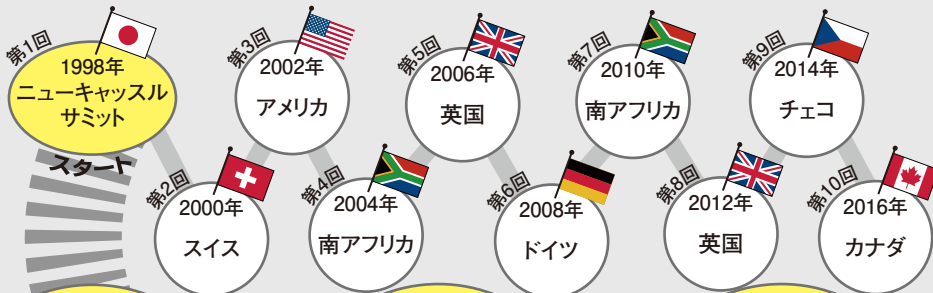 第1回
1998年
ニューキャッスル
サミット
スタート
第2回
2000年
スイス
第3回
2002年
アメリカ
第4回
2004年
南アフリカ
第5回
2006年
英国
第6回
2008年
ドイツ
第7回
2010年
南アフリカ
第8回
2012年
英国
第9回
2014年
チェコ
第10回
2016年
カナダ